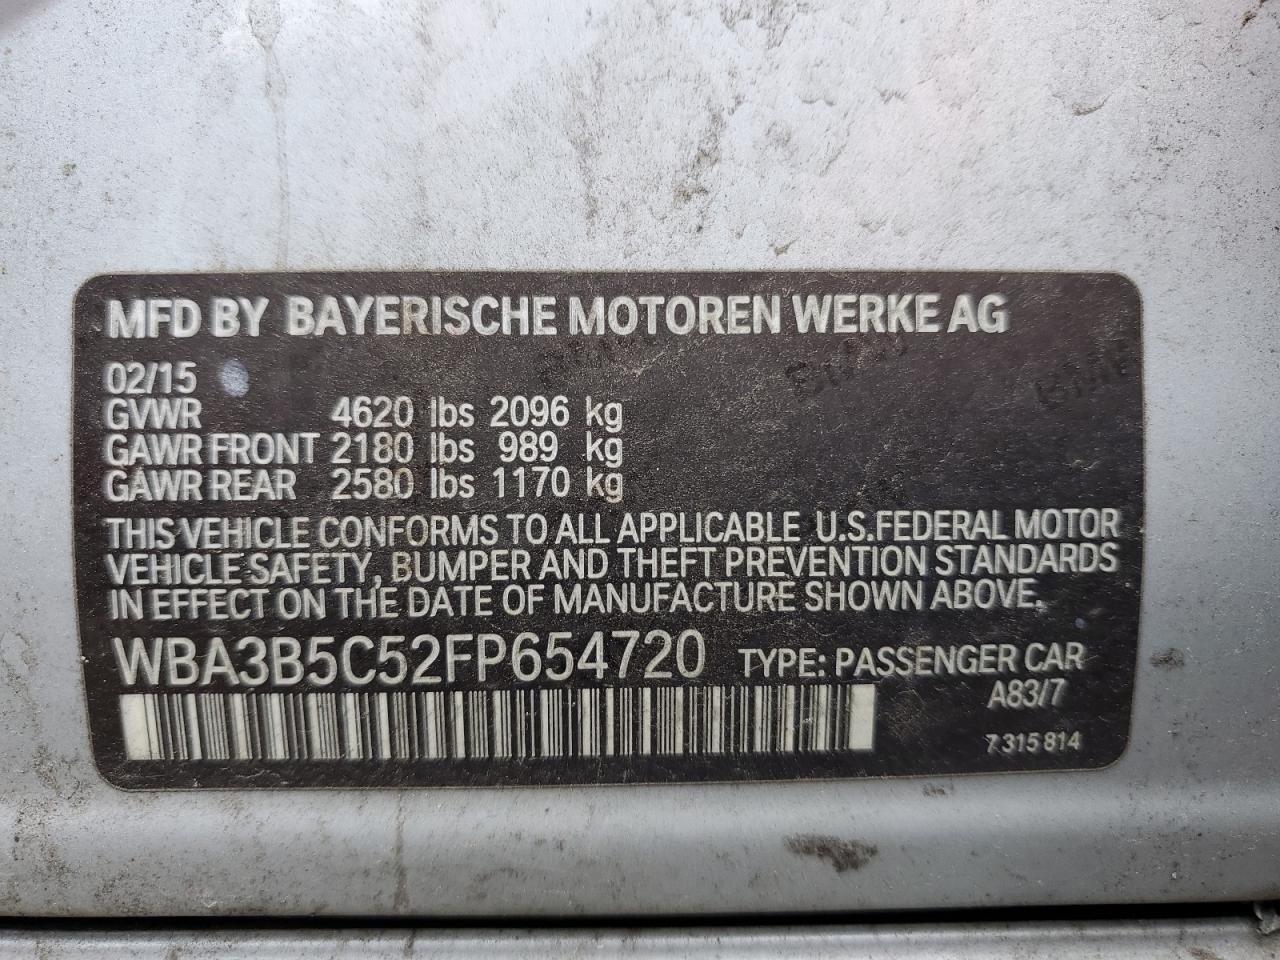 MFD BY BAYERISCHE MOTOREN WERKE AG
02/15
GVWR 4620 lbs 2096 kg
GAWR FRONT 2180 lbs 989 kg
GAWR REAR 2580 lbs 1170 kg
THIS VEHICLE CONFORMS TO ALL APPLICABLE U.S.FEDERAL MOTOR
VEHICLE SAFETY, BUMPER AND THEFT PREVENTION STANDARDS
IN EFFECT ON THE DATE OF MANUFACTURE SHOWN ABOVE.
WBA3B5C52FP654720 TYPE: PASSENGER CAR
A83/7
7 315 814